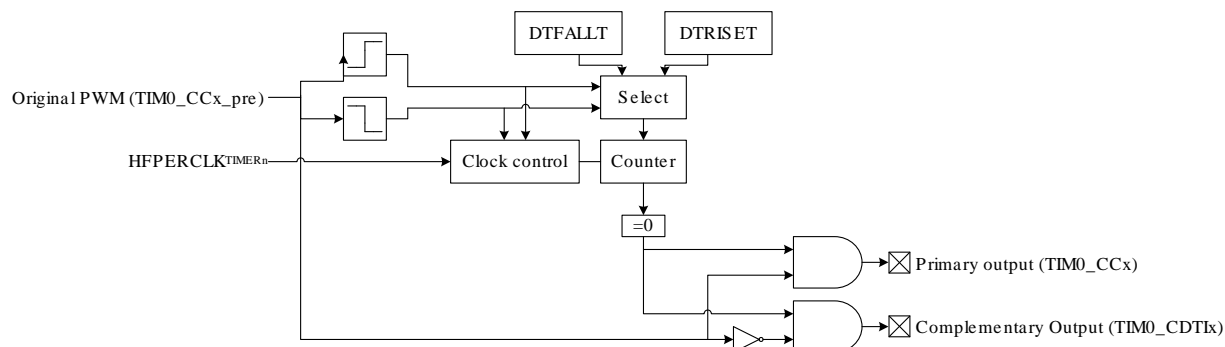 DTFALLT
DTRISET
Original PWM (TIM0_CCx_pre)
Select
HFPERCLKTIMERn
Clock control
Counter
=0
Primary output (TIM0_CCx)
Complementary Output (TIM0_CDTIx)